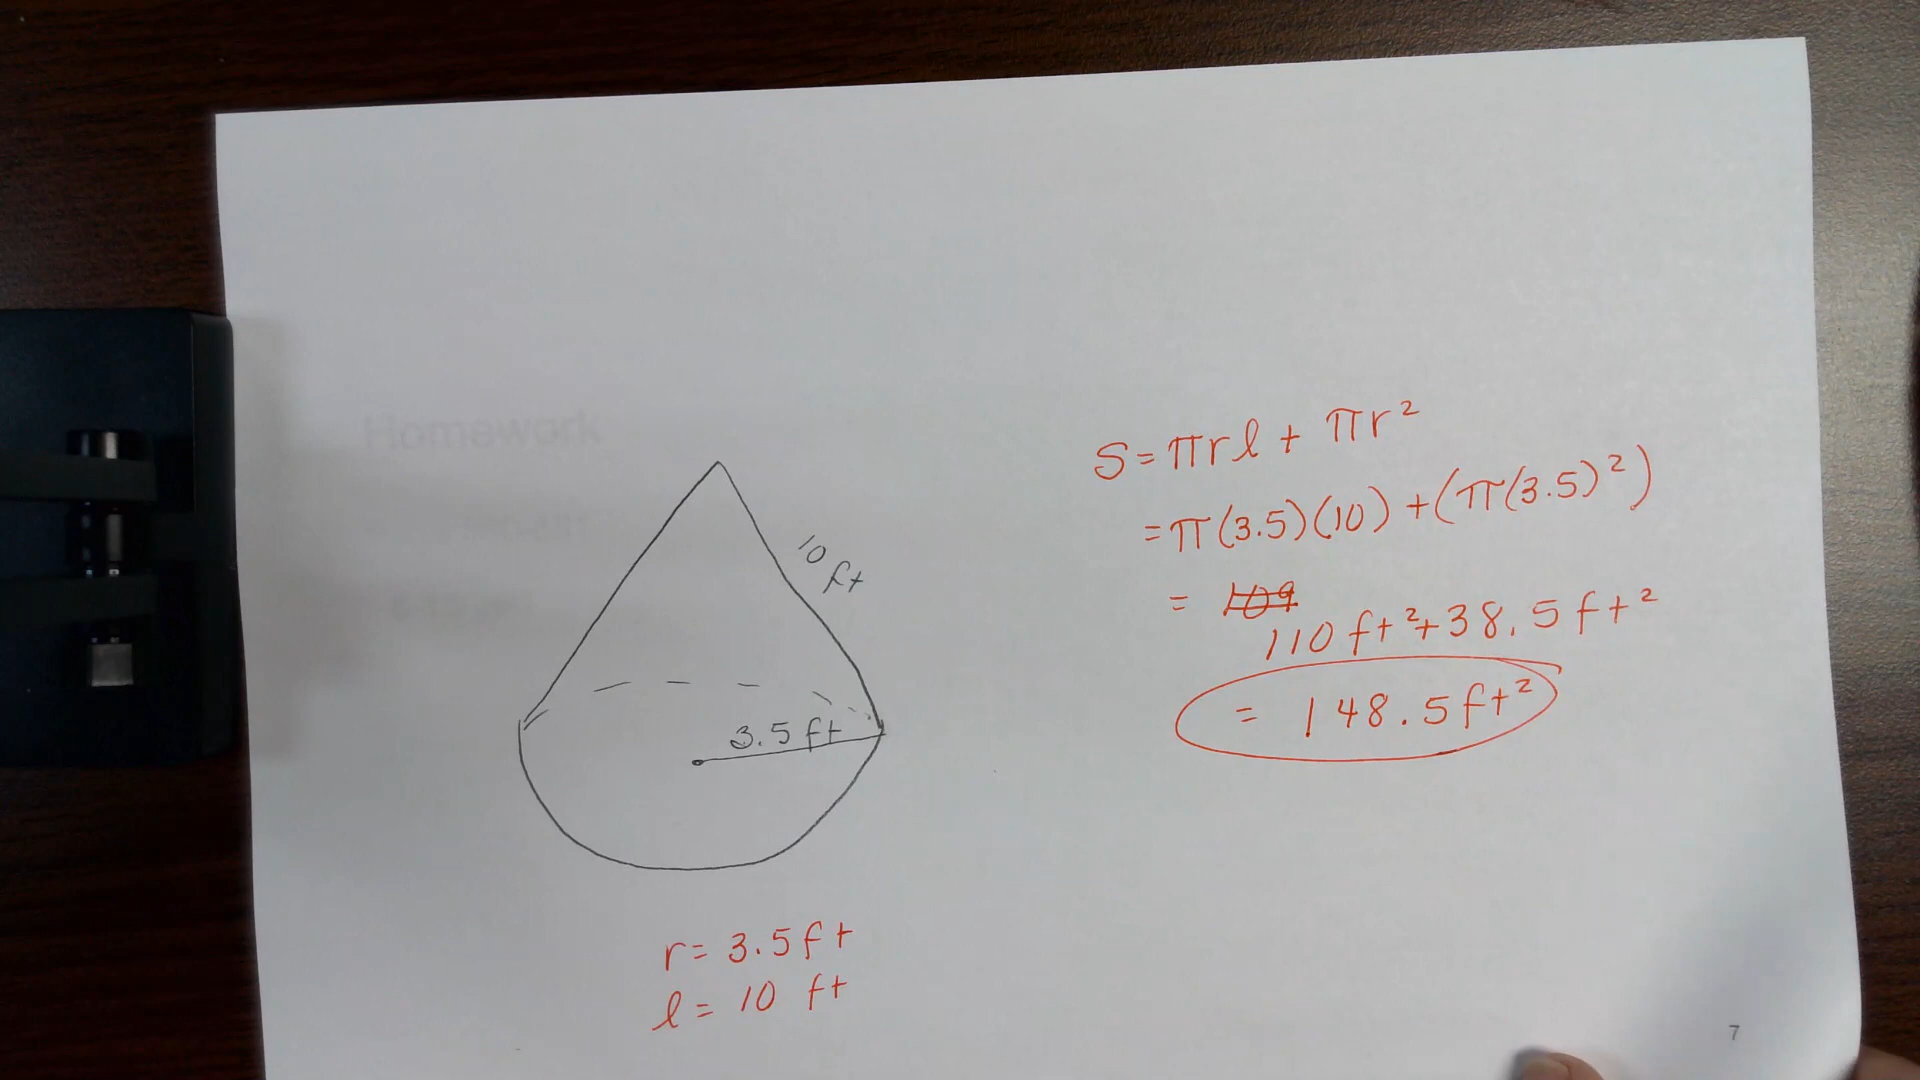 Homework
10 ft
3.5 ft
r = 3.5 ft
l = 10 ft
S = πrl + πr²
= π(3.5)(10) + (π(3.5)²)
= 109
110 ft² + 38.5 ft²
= 148.5 ft²
7